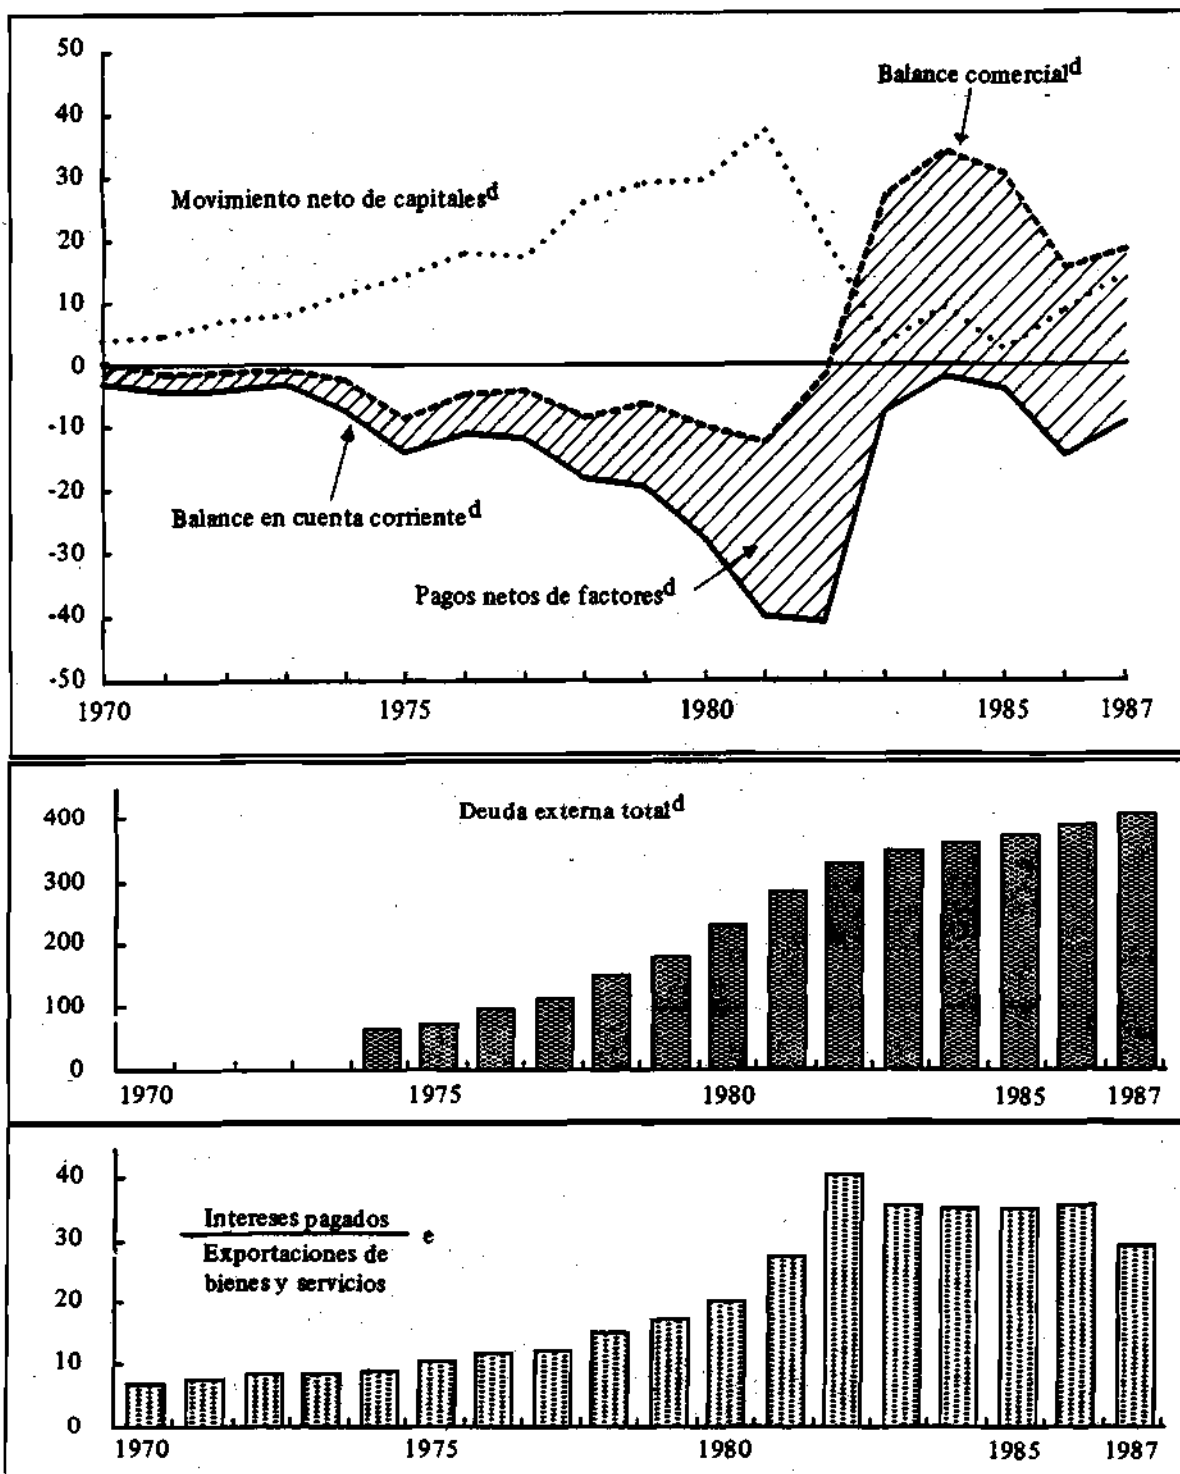 50
40
30
20
10
0
-10
-20
-30
-40
-50
Balance comercial d
Movimiento neto de capitales d
Balance en cuenta corriente d
Pagos netos de factores d
1970 1975 1980 1985 1987
Deuda externa total d
400
300
200
100
0
1970 1975 1980 1985 1987
40
30
20
10
0
Intereses pagados e
Exportaciones de
bienes y servicios
1970 1975 1980 1985 1987